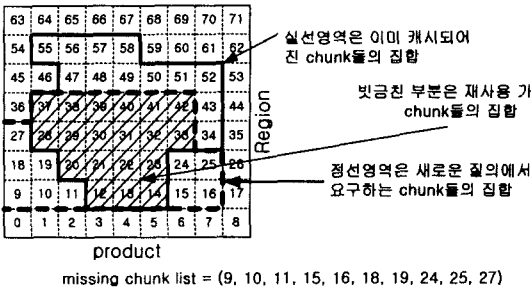 63 64 65 66 67 68 69 70 71
54 55 56 57 58 59 60 61 62
45 46 47 48 49 50 51 52 53
36 37 38 39 40 41 42 43 44
27 28 29 30 31 32 33 34 35
18 19 20 21 22 23 24 25 26
9 10 11 12 13 14 15 16 17
0 1 2 3 4 5 6 7 8
product
Region
실선영역은 이미 캐시되어
진 chunk들의 집합
빗금친 부분은 재사용 가
chunk들의 집합
정선영역은 새로운 질의에서
요구하는 chunk들의 집합
missing chunk list = (9, 10, 11, 15, 16, 18, 19, 24, 25, 27)